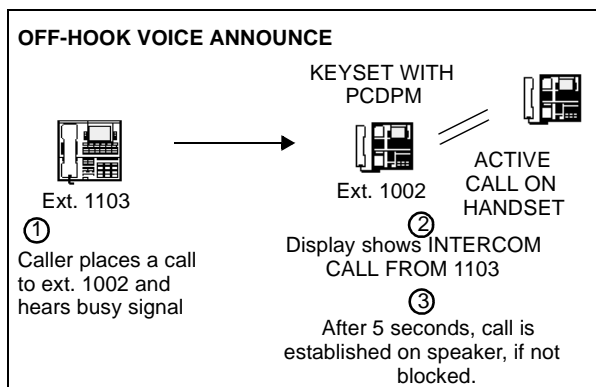 OFF-HOOK VOICE ANNOUNCE
KEYSET WITH
PCDPM
Ext. 1103
Ext. 1002
ACTIVE
CALL ON
HANDSET
1
Caller places a call
to ext. 1002 and
hears busy signal
2
Display shows INTERCOM
CALL FROM 1103
3
After 5 seconds, call is
established on speaker, if not
blocked.